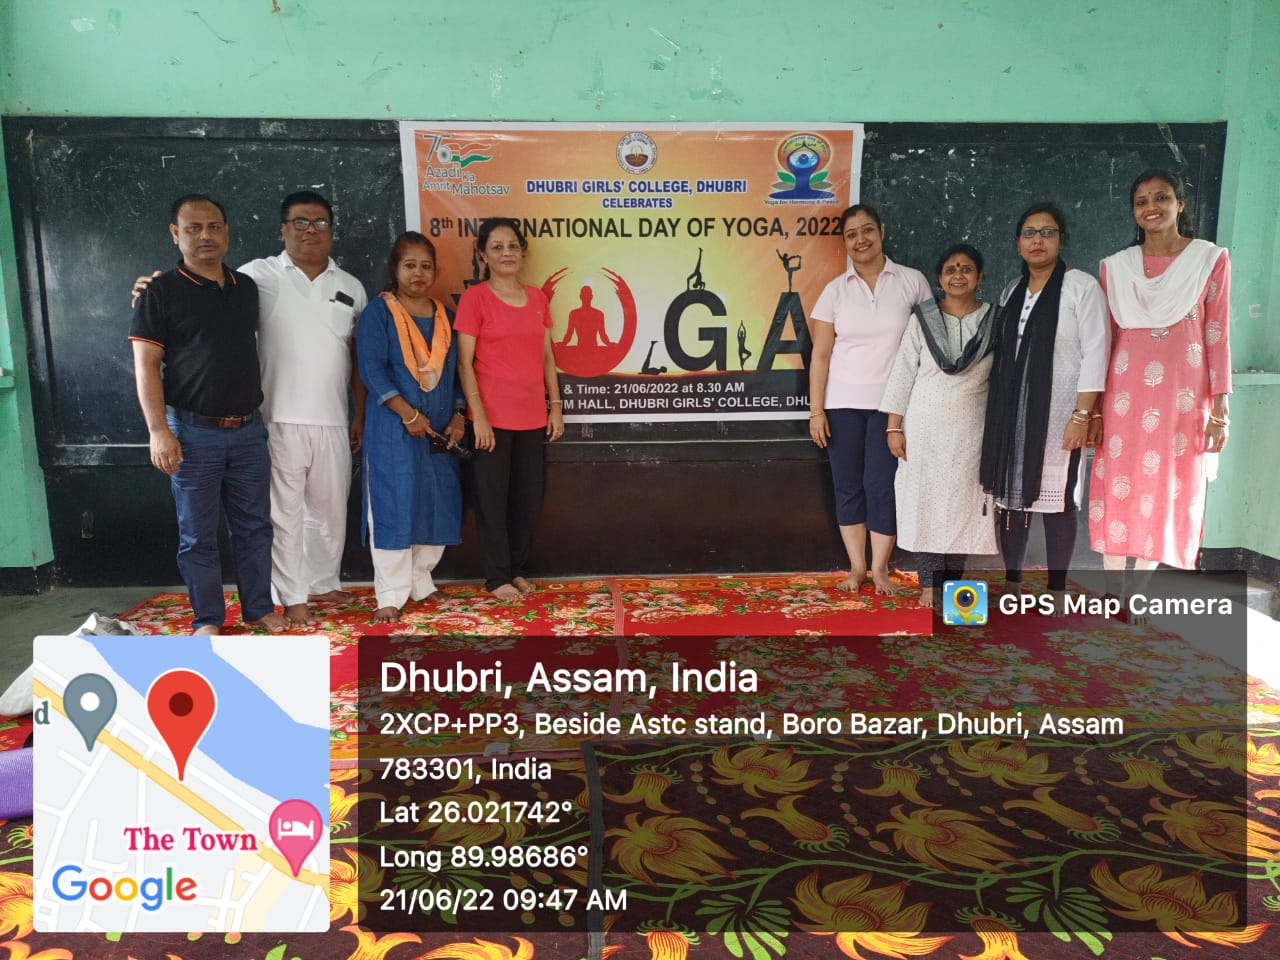 76
Azadi Ka
Amrit Mahotsav
DHUBRI GIRLS' COLLEGE, DHUBRI
CELEBRATES
Yoga for Harmony & Peace
8th INTERNATIONAL DAY OF YOGA, 2022
GA
& Time: 21/06/2022 at 8.30 AM
HALL, DHUBRI GIRLS' COLLEGE, DHU
GPS Map Camera
Dhubri, Assam, India
2XCP+PP3, Beside Astc stand, Boro Bazar, Dhubri, Assam
783301, India
Lat 26.021742°
Long 89.98686°
21/06/22 09:47 AM
d
The Town
Google